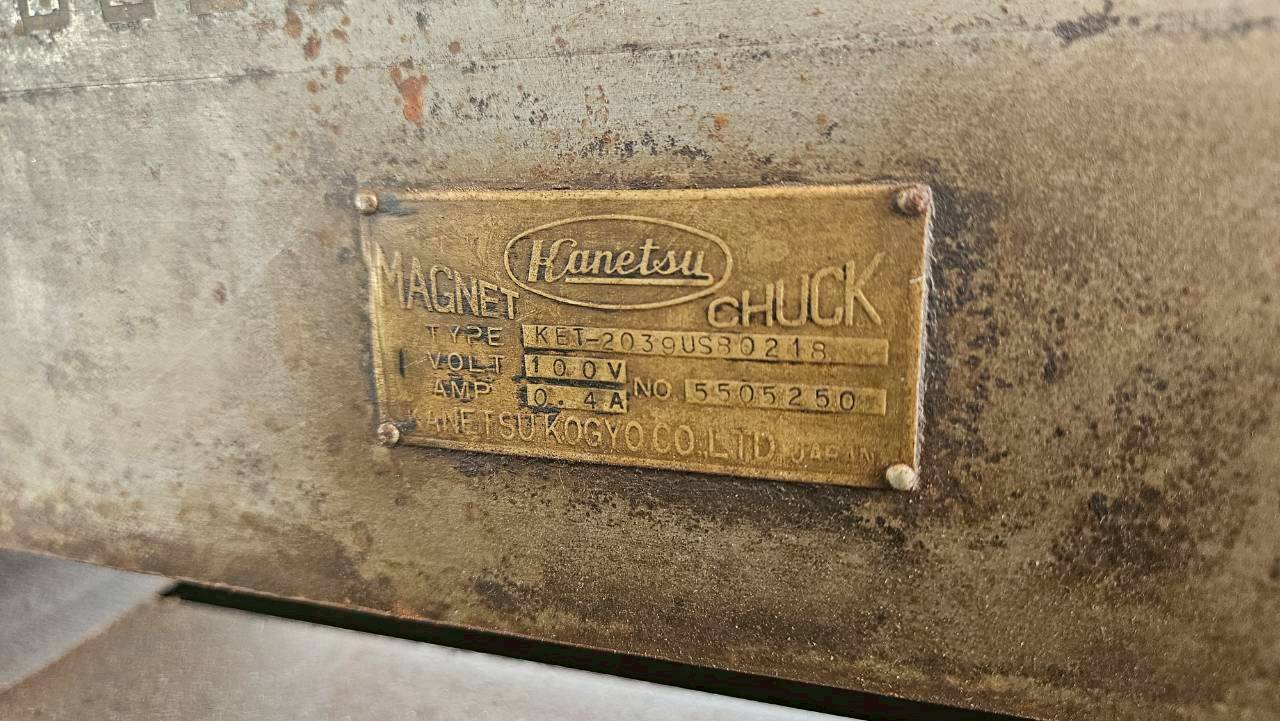 Kanetsu
MAGNET CHUCK
TYPE KET-2039US80218
VOLT 100V
AMP 0.4A NO 5505250
KANETSU KOGYO CO. LTD. JAPAN